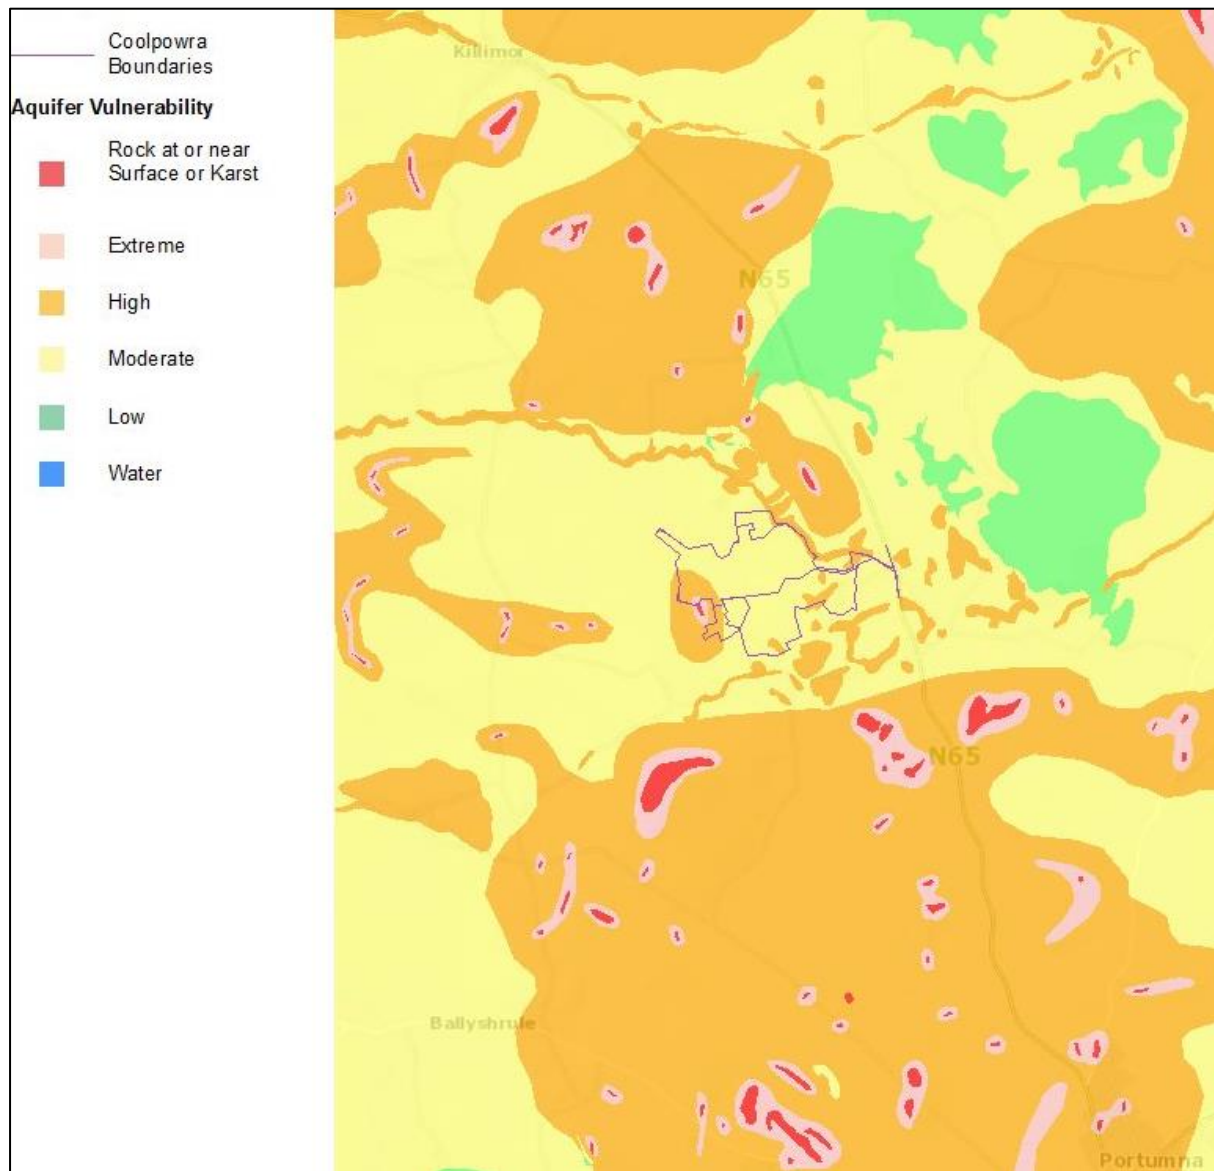 Coolpowra
Boundaries
Aquifer Vulnerability
Rock at or near
Surface or Karst
Extreme
High
Moderate
Low
Water
Killimor
N65
N65
Ballyshrule
Portumna